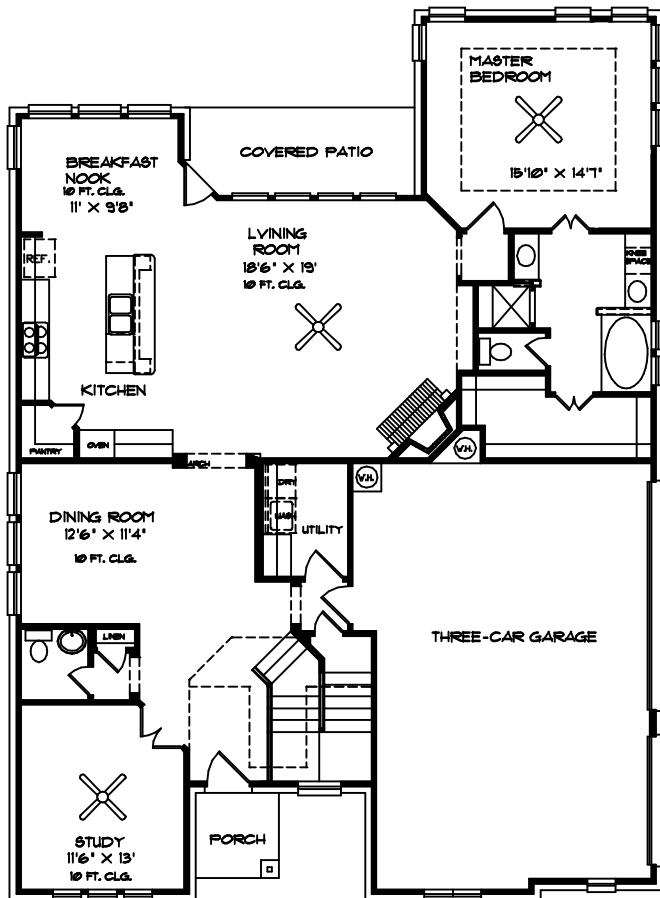 MASTER
BEDROOM
15'10" X 14'7"
COVERED PATIO
BREAKFAST
NOOK
10 FT. CLG.
11' X 9'8"
LVINING
ROOM
18'6" X 19'
10 FT. CLG.
REF.
KNEE
SPACE
KITCHEN
PANTRY
OVEN
ARCH
W.H.
W.H.
DRY
WASH
UTILITY
DINING ROOM
12'6" X 11'4"
10 FT. CLG.
LINEN
THREE-CAR GARAGE
STUDY
11'6" X 13'
10 FT. CLG.
PORCH